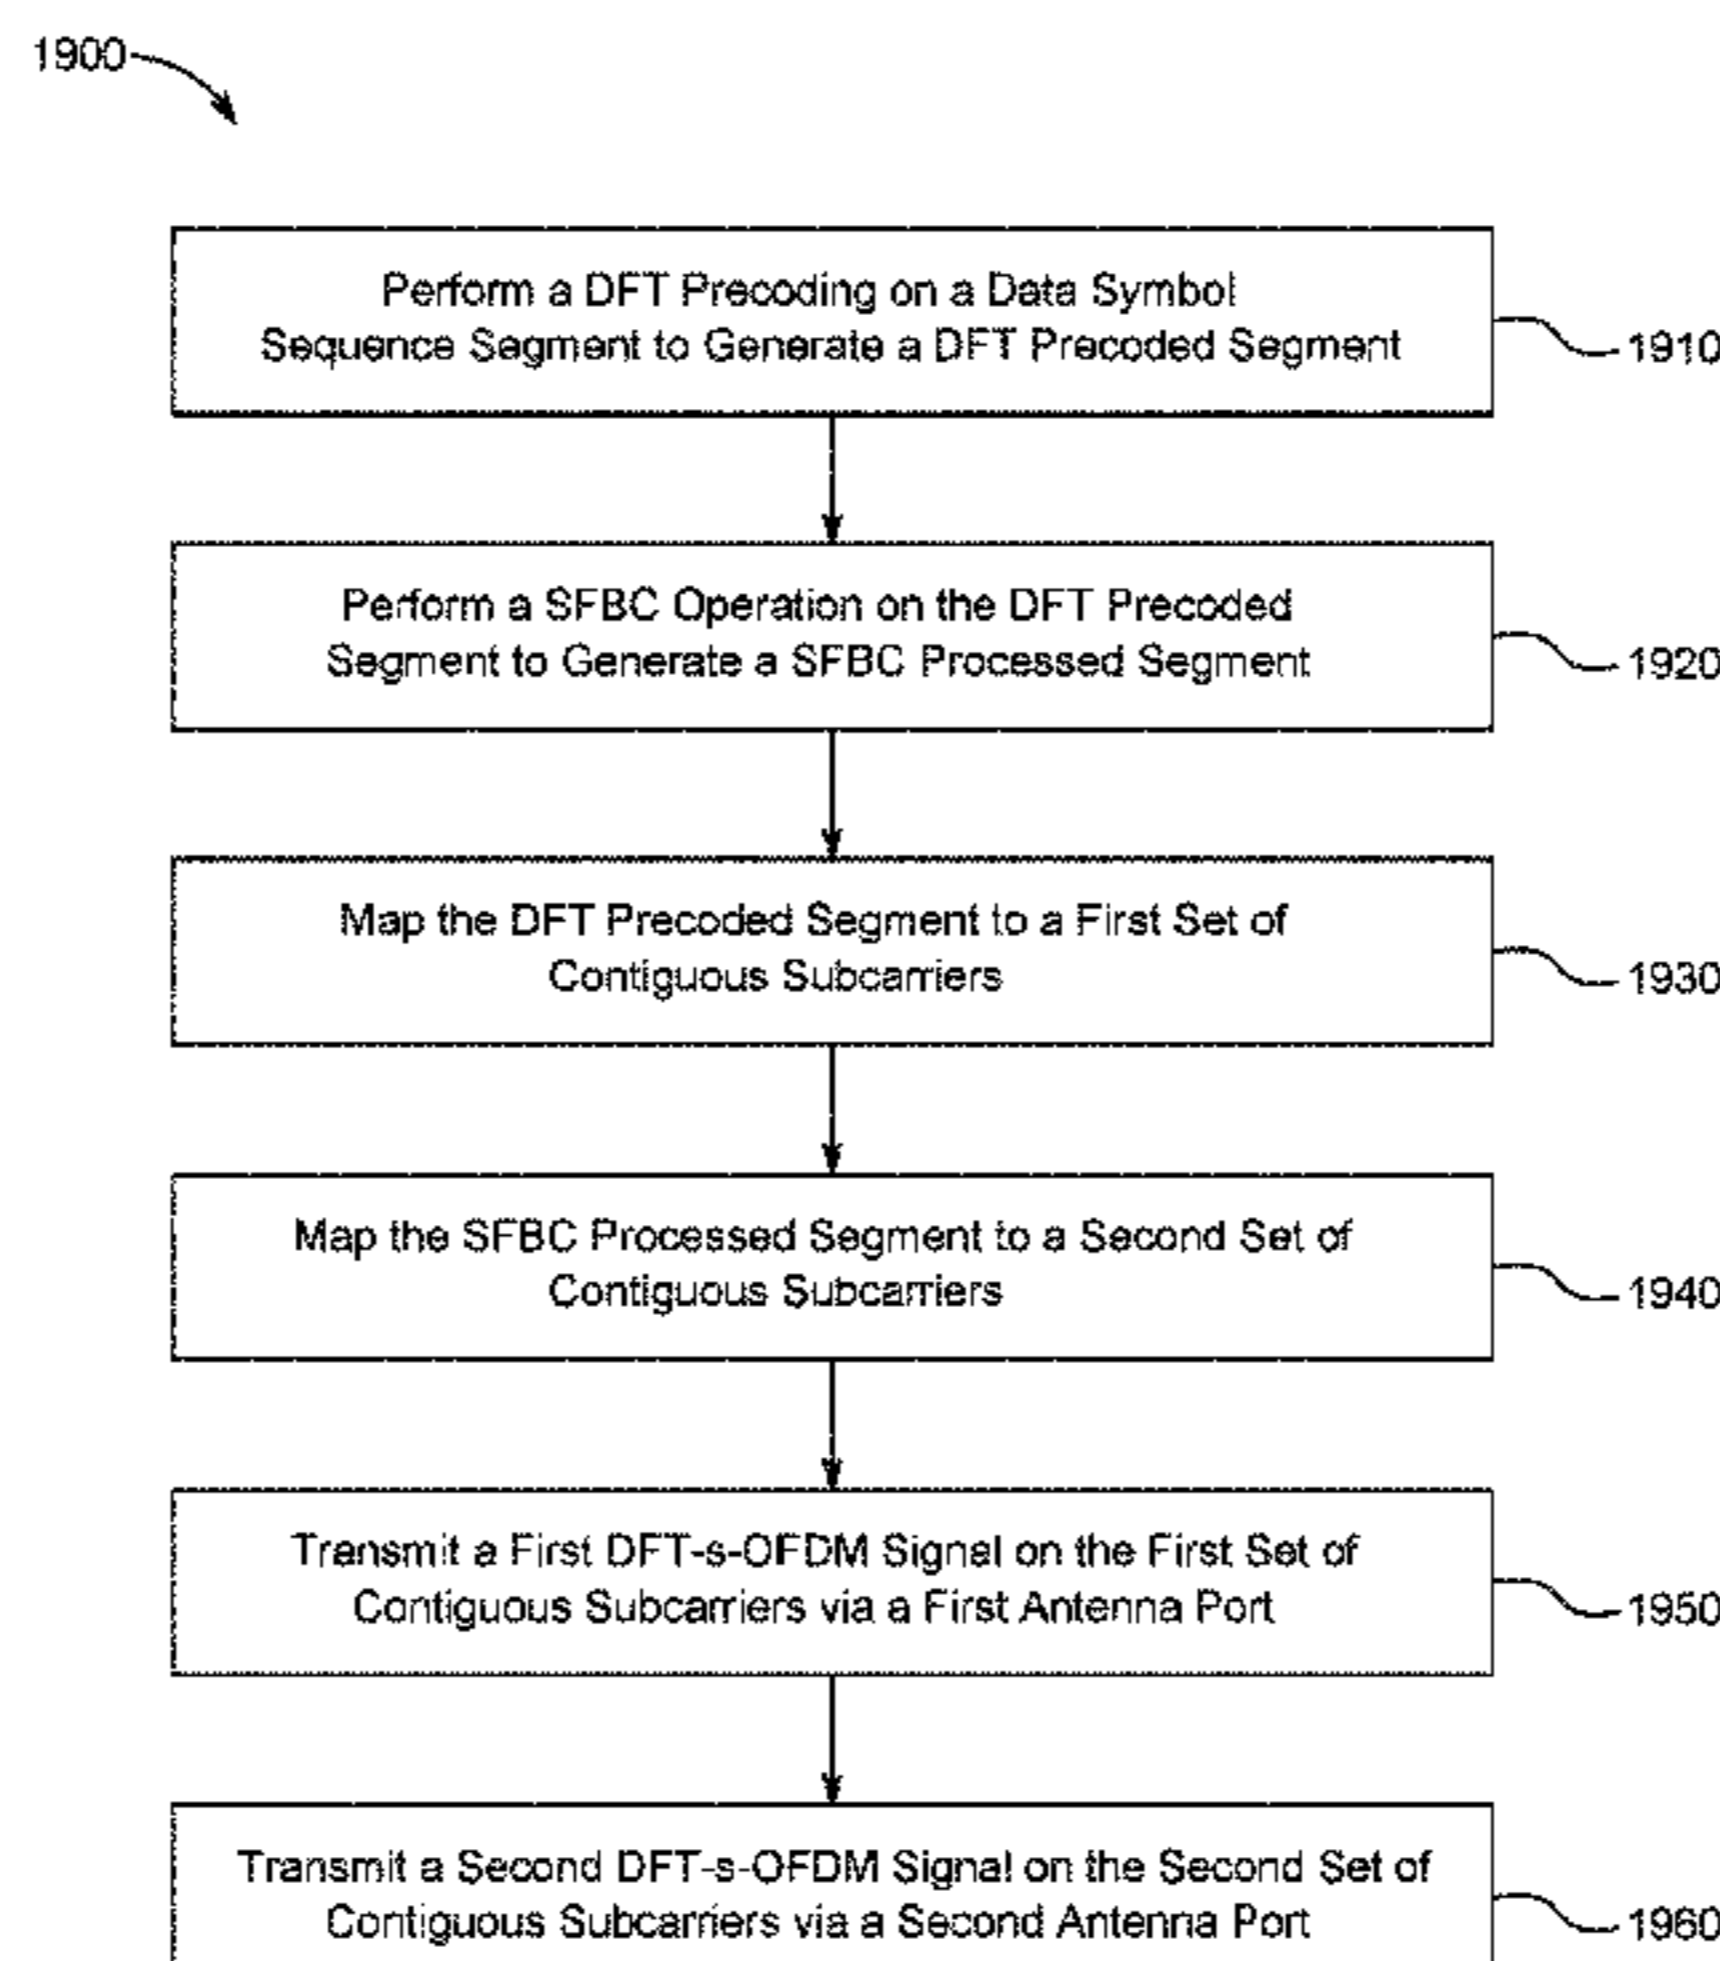 1900
Perform a DFT Precoding on a Data Symbol
Sequence Segment to Generate a DFT Precoded Segment
1910
Perform a SFBC Operation on the DFT Precoded
Segment to Generate a SFBC Processed Segment
1920
Map the DFT Precoded Segment to a First Set of
Contiguous Subcarriers
1930
Map the SFBC Processed Segment to a Second Set of
Contiguous Subcarriers
1940
Transmit a First DFT-s-OFDM Signal on the First Set of
Contiguous Subcarriers via a First Antenna Port
1950
Transmit a Second DFT-s-OFDM Signal on the Second Set of
Contiguous Subcarriers via a Second Antenna Port
1960